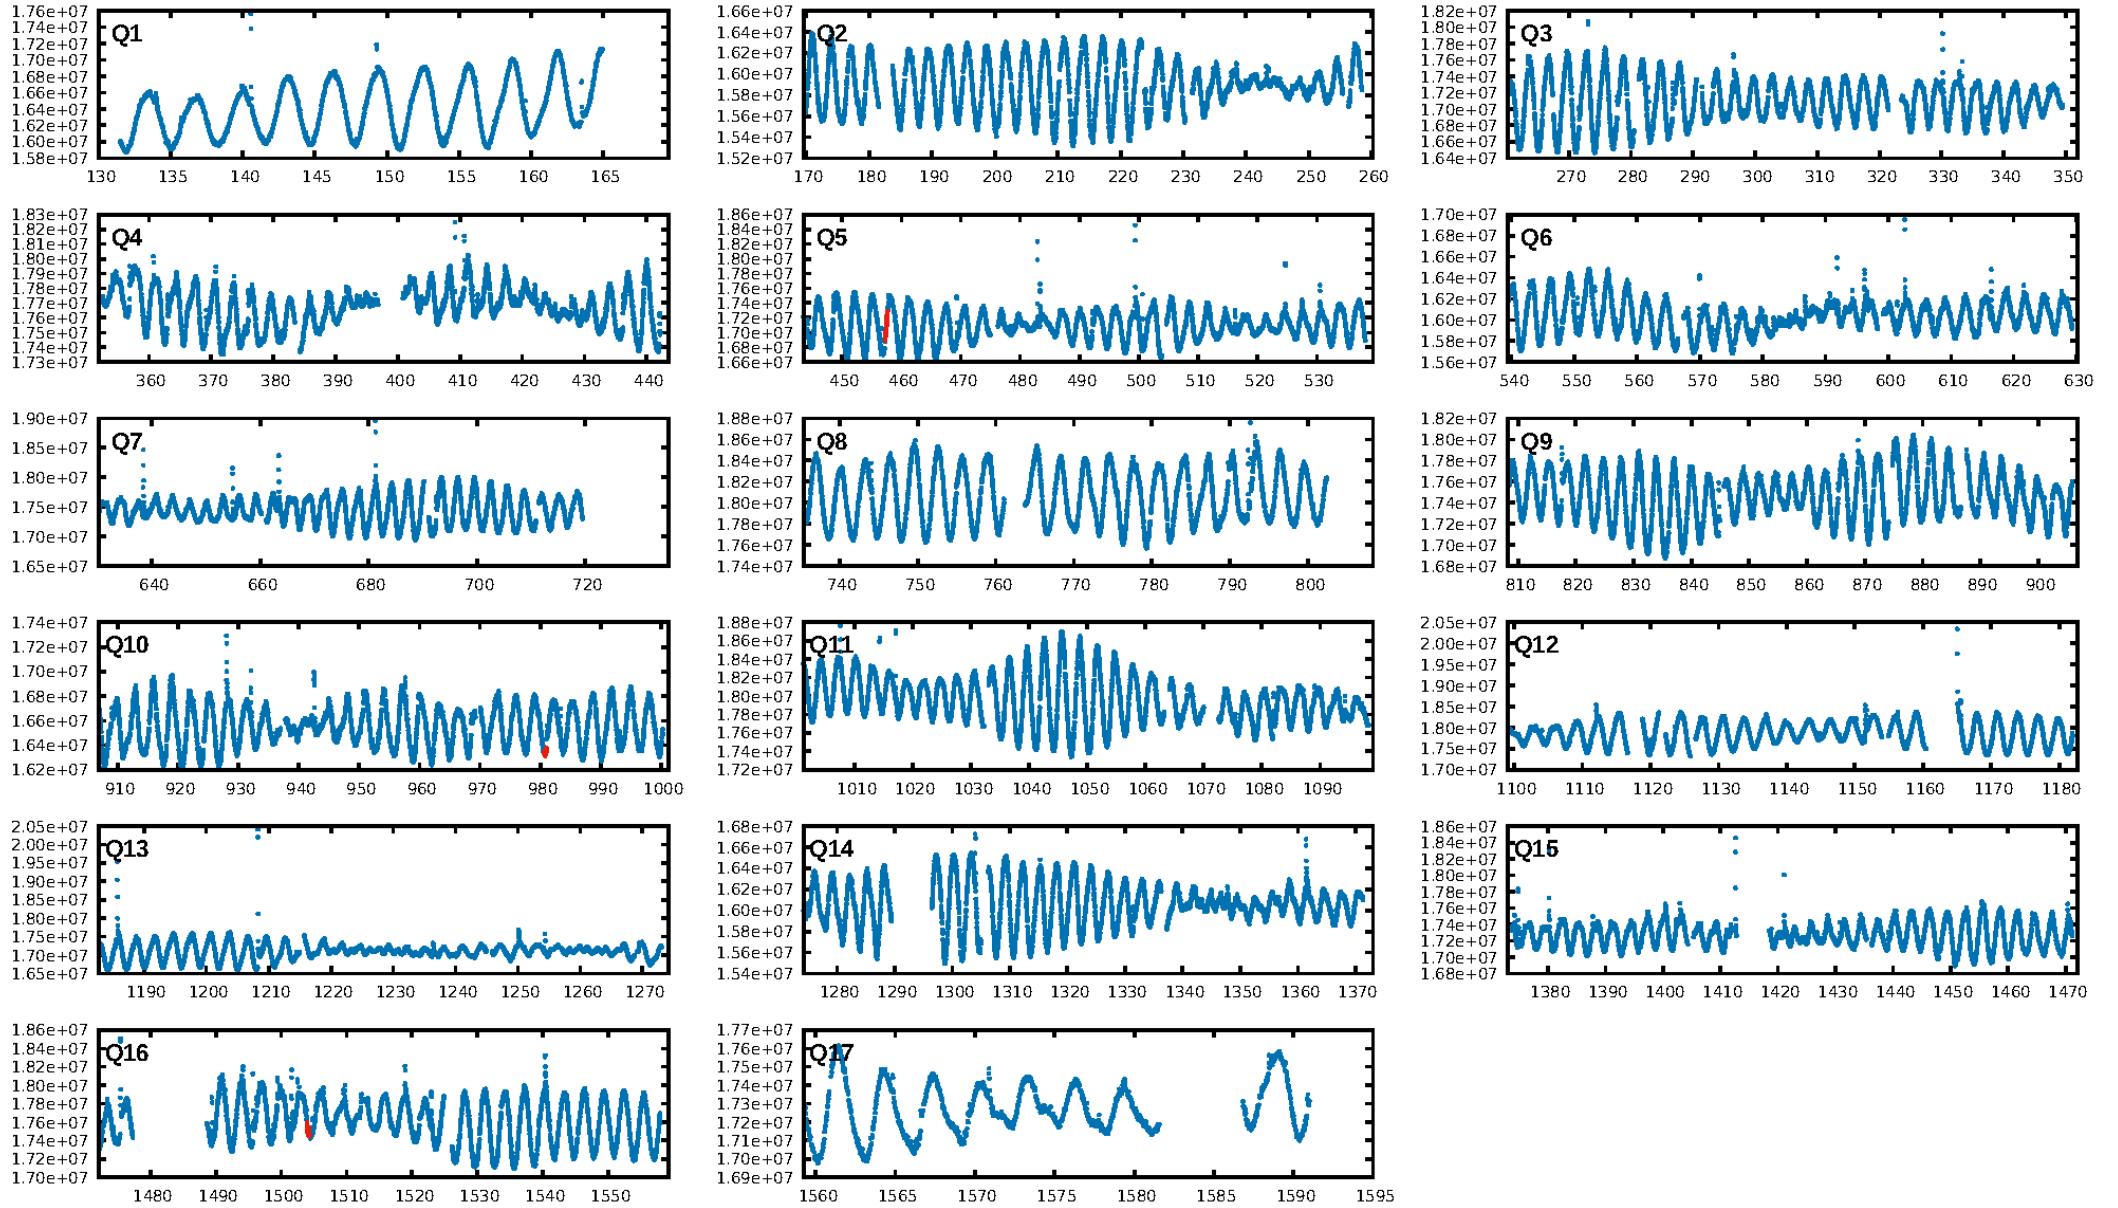 Q1
1.76e+07
1.74e+07
1.72e+07
1.70e+07
1.68e+07
1.66e+07
1.64e+07
1.62e+07
1.60e+07
1.58e+07
130 135 140 145 150 155 160 165
Q2
1.66e+07
1.64e+07
1.62e+07
1.60e+07
1.58e+07
1.56e+07
1.54e+07
1.52e+07
170 180 190 200 210 220 230 240 250 260
Q3
1.82e+07
1.80e+07
1.78e+07
1.76e+07
1.74e+07
1.72e+07
1.70e+07
1.68e+07
1.66e+07
1.64e+07
270 280 290 300 310 320 330 340 350
Q4
1.83e+07
1.82e+07
1.81e+07
1.80e+07
1.79e+07
1.78e+07
1.77e+07
1.76e+07
1.75e+07
1.74e+07
1.73e+07
360 370 380 390 400 410 420 430 440
Q5
1.86e+07
1.84e+07
1.82e+07
1.80e+07
1.78e+07
1.76e+07
1.74e+07
1.72e+07
1.70e+07
1.68e+07
1.66e+07
450 460 470 480 490 500 510 520 530
Q6
1.70e+07
1.68e+07
1.66e+07
1.64e+07
1.62e+07
1.60e+07
1.58e+07
1.56e+07
540 550 560 570 580 590 600 610 620 630
Q7
1.90e+07
1.85e+07
1.80e+07
1.75e+07
1.70e+07
1.65e+07
640 660 680 700 720
Q8
1.88e+07
1.86e+07
1.84e+07
1.82e+07
1.80e+07
1.78e+07
1.76e+07
1.74e+07
740 750 760 770 780 790 800
Q9
1.82e+07
1.80e+07
1.78e+07
1.76e+07
1.74e+07
1.72e+07
1.70e+07
1.68e+07
810 820 830 840 850 860 870 880 890 900
Q10
1.74e+07
1.72e+07
1.70e+07
1.68e+07
1.66e+07
1.64e+07
1.62e+07
910 920 930 940 950 960 970 980 990 1000
Q11
1.88e+07
1.86e+07
1.84e+07
1.82e+07
1.80e+07
1.78e+07
1.76e+07
1.74e+07
1.72e+07
1010 1020 1030 1040 1050 1060 1070 1080 1090
Q12
2.05e+07
2.00e+07
1.95e+07
1.90e+07
1.85e+07
1.80e+07
1.75e+07
1.70e+07
1100 1110 1120 1130 1140 1150 1160 1170 1180
Q13
2.05e+07
2.00e+07
1.95e+07
1.90e+07
1.85e+07
1.80e+07
1.75e+07
1.70e+07
1.65e+07
1190 1200 1210 1220 1230 1240 1250 1260 1270
Q14
1.68e+07
1.66e+07
1.64e+07
1.62e+07
1.60e+07
1.58e+07
1.56e+07
1.54e+07
1280 1290 1300 1310 1320 1330 1340 1350 1360 1370
Q15
1.86e+07
1.84e+07
1.82e+07
1.80e+07
1.78e+07
1.76e+07
1.74e+07
1.72e+07
1.70e+07
1.68e+07
1380 1390 1400 1410 1420 1430 1440 1450 1460 1470
Q16
1.86e+07
1.84e+07
1.82e+07
1.80e+07
1.78e+07
1.76e+07
1.74e+07
1.72e+07
1.70e+07
1480 1490 1500 1510 1520 1530 1540 1550
Q17
1.77e+07
1.76e+07
1.75e+07
1.74e+07
1.73e+07
1.72e+07
1.71e+07
1.70e+07
1.69e+07
1560 1565 1570 1575 1580 1585 1590 1595